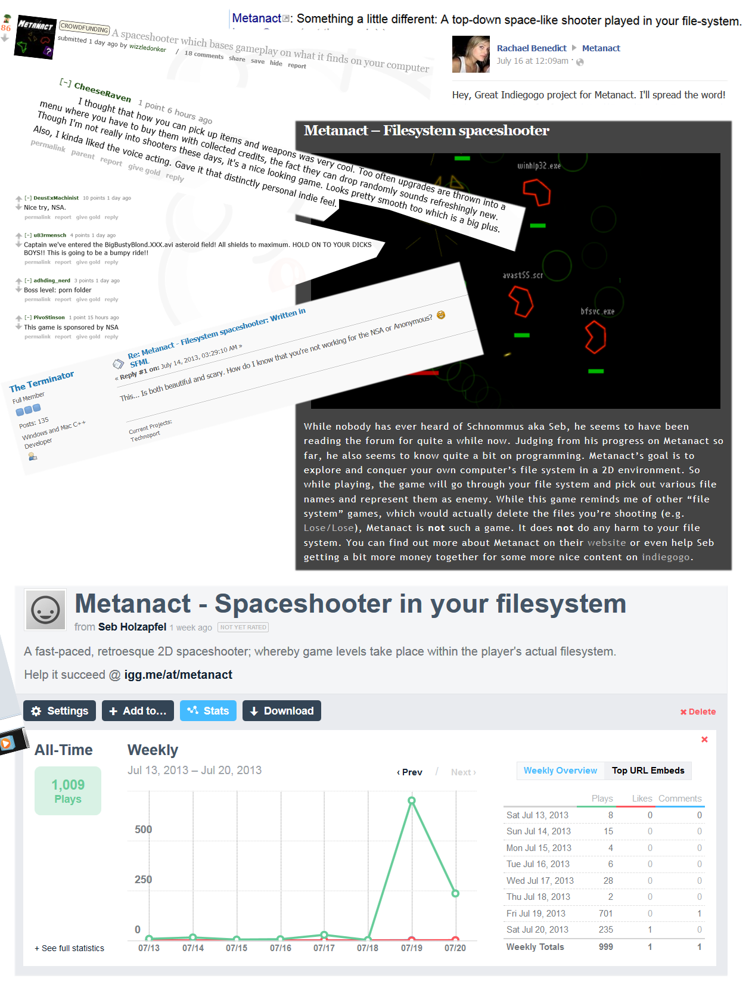 Metanact: Something a little different: A top-down space-like shooter played in your file-system.
86
METANACT
CROWDFUNDING A spaceshooter which bases gameplay on what it finds on your computer
submitted 1 day ago by wizzledonker / 18 comments share save hide report
Rachael Benedict ▶ Metanact
July 16 at 12:09am ·
Hey, Great Indiegogo project for Metanact. I'll spread the word!
[-] CheeseRaven 1 point 6 hours ago
I thought that how you can pick up items and weapons was very cool. Too often upgrades are thrown into a
menu where you have to buy them with collected credits, the fact they can drop randomly sounds refreshingly new.
Though I'm not really into shooters these days, it's a nice looking game. Looks pretty smooth too which is a big plus.
Also, I kinda liked the voice acting. Gave it that distinctly personal indie feel.
permalink parent report give gold reply
[-] DeusExMachinist 10 points 1 day ago
Nice try, NSA.
permalink report give gold reply
[-] u83rmensch 4 points 1 day ago
Captain we've entered the BigBustyBlond.XXX.avi asteroid field! All shields to maximum. HOLD ON TO YOUR DICKS
BOYS!! This is going to be a bumpy ride!!
permalink report give gold reply
[-] adhding_nerd 3 points 1 day ago
Boss level: porn folder
permalink report give gold reply
[-] PivoStinson 1 point 15 hours ago
This game is sponsored by NSA
permalink report give gold reply
Re: Metanact - Filesystem spaceshooter: Written in
SFML
« Reply #1 on: July 14, 2013, 03:29:10 AM »
This... Is both beautiful and scary. How do I know that you're not working for the NSA or Anonymous?
The Terminator
Full Member
Posts: 135
Windows and Mac C++
Developer
Current Projects:
Technoport
Metanact – Filesystem spaceshooter
winhlp32.exe
avastSS.scr
bfsvc.exe
While nobody has ever heard of Schnommus aka Seb, he seems to have been
reading the forum for quite a while now. Judging from his progress on Metanact so
far, he also seems to know quite a bit on programming. Metanact’s goal is to
explore and conquer your own computer’s file system in a 2D environment. So
while playing, the game will go through your file system and pick out various file
names and represent them as enemy. While this game reminds me of other “file
system” games, which would actually delete the files you’re shooting (e.g.
Lose/Lose), Metanact is not such a game. It does not do any harm to your file
system. You can find out more about Metanact on their website or even help Seb
getting a bit more money together for some more nice content on indiegogo.
Metanact - Spaceshooter in your filesystem
from Seb Holzapfel 1 week ago NOT YET RATED
A fast-paced, retroesque 2D spaceshooter; whereby game levels take place within the player's actual filesystem.
Help it succeed @ igg.me/at/metanact
Settings + Add to... Stats Download Delete
All-Time
1,009
Plays
+ See full statistics
Weekly
Jul 13, 2013 – Jul 20, 2013
‹ Prev / Next ›
500
250
0
07/13 07/14 07/15 07/16 07/17 07/18 07/19 07/20
Weekly Overview Top URL Embeds
Plays Likes Comments
Sat Jul 13, 2013 8 0 0
Sun Jul 14, 2013 15 0 0
Mon Jul 15, 2013 4 0 0
Tue Jul 16, 2013 6 0 0
Wed Jul 17, 2013 28 0 0
Thu Jul 18, 2013 2 0 0
Fri Jul 19, 2013 701 0 1
Sat Jul 20, 2013 235 1 0
Weekly Totals 999 1 1